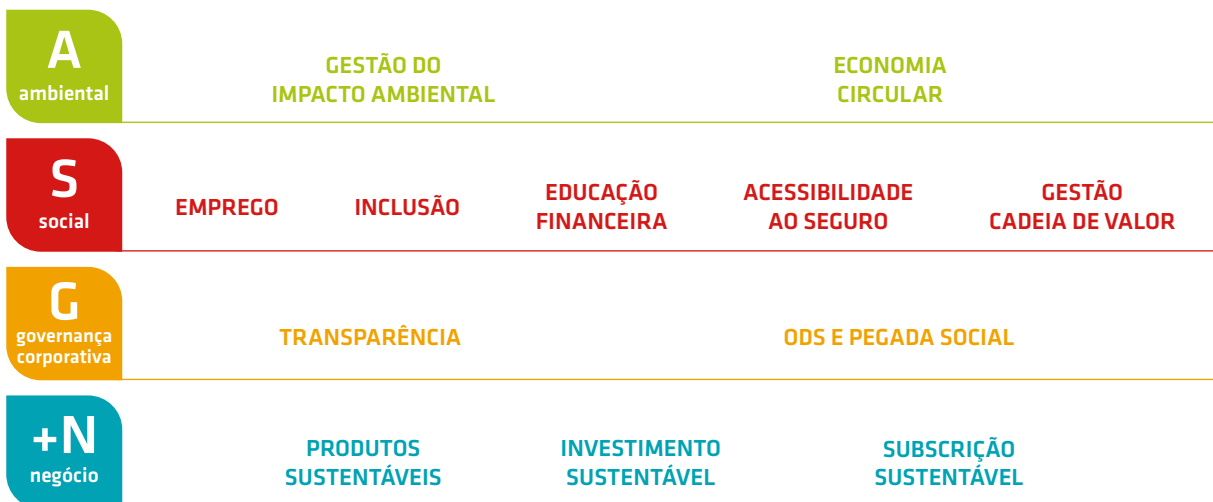 A
ambiental
GESTÃO DO
IMPACTO AMBIENTAL
ECONOMIA
CIRCULAR
S
social
EMPREGO
INCLUSÃO
EDUCAÇÃO
FINANCEIRA
ACESSIBILIDADE
AO SEGURO
GESTÃO
CADEIA DE VALOR
G
governança
corporativa
TRANSPARÊNCIA
ODS E PEGADA SOCIAL
+N
negócio
PRODUTOS
SUSTENTÁVEIS
INVESTIMENTO
SUSTENTÁVEL
SUBSCRIÇÃO
SUSTENTÁVEL